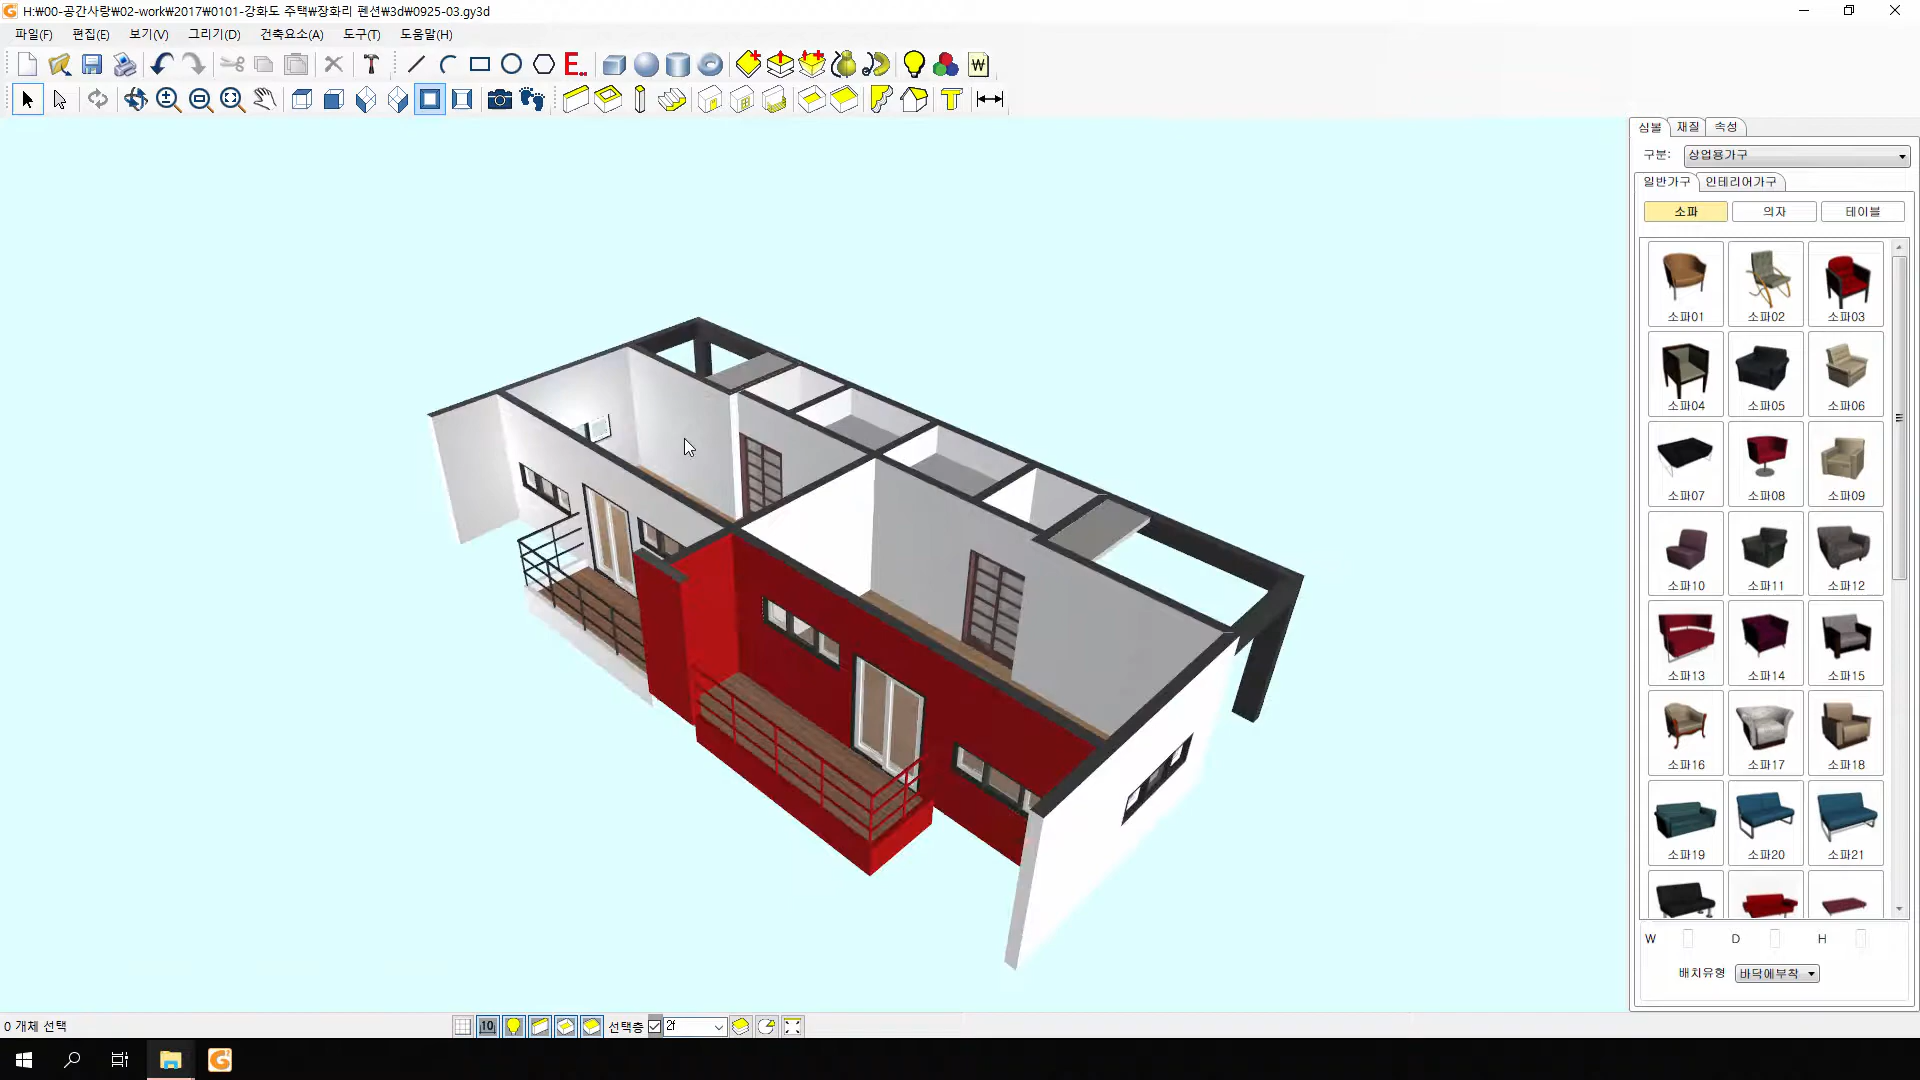 H:₩00-공간사랑₩02-work₩2017₩0101-강화도 주택₩장화리 펜션₩3d₩0925-03.gy3d
파일(F) 편집(E) 보기(V) 그리기(D) 건축요소(A) 도구(T) 도움말(H)
E..
심볼 재질 속성
구분: 상업용가구
일반가구 인테리어가구
소파 의자 테이블
소파01 소파02 소파03
소파04 소파05 소파06
소파07 소파08 소파09
소파10 소파11 소파12
소파13 소파14 소파15
소파16 소파17 소파18
소파19 소파20 소파21
W D H
배치유형 바닥에부착
0 개체 선택 10 선택층 2f